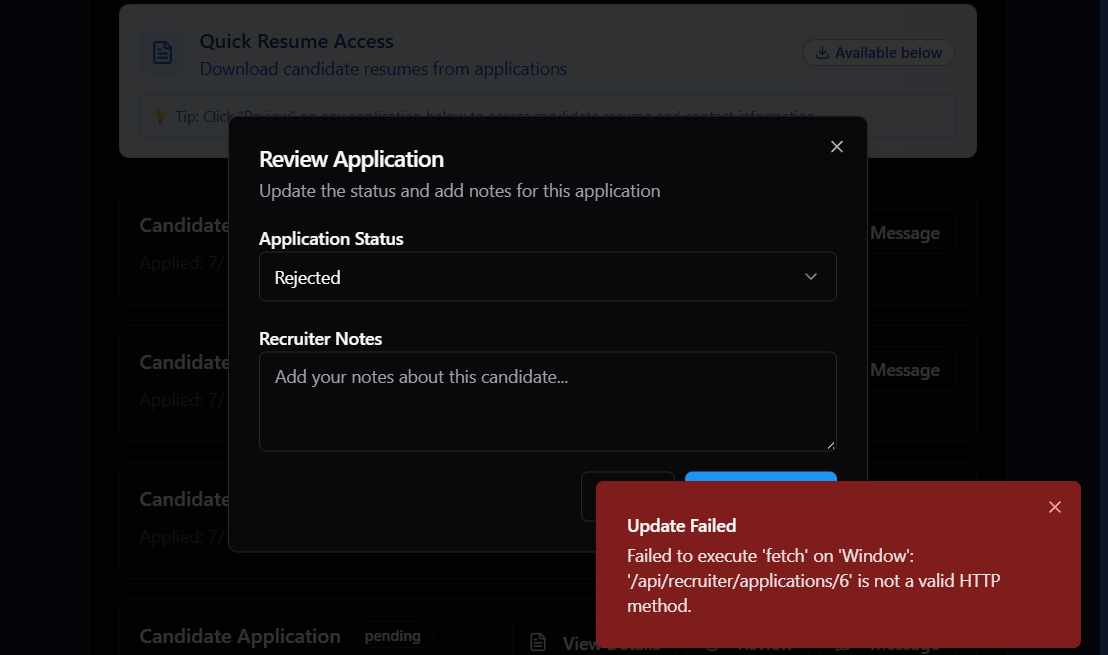 Quick Resume Access
Download candidate resumes from applications
Available below
Tip: Click "Review" on any application below to access candidate resume and contact information
Review Application
Update the status and add notes for this application
Application Status
Rejected
Recruiter Notes
Add your notes about this candidate...
Candidate
Message
Applied: 7/
Candidate
Message
Applied: 7/
Candidate
Applied: 7/
Update Failed
Failed to execute 'fetch' on 'Window':
'/api/recruiter/applications/6' is not a valid HTTP
method.
Candidate Application
pending
View Details
Review
Message